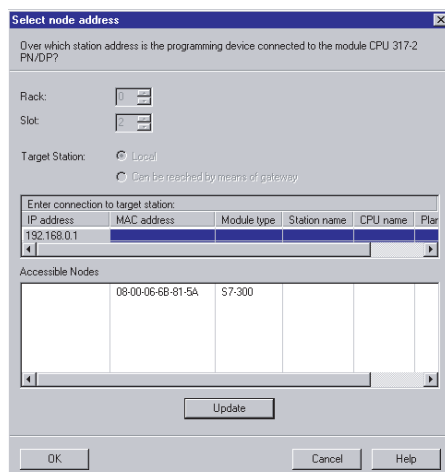 Select node address
Over which station address is the programming device connected to the module CPU 317-2
PN/DP?
Rack: 0
Slot: 2
Target Station: Local
Can be reached by means of gateway
Enter connection to target station:
IP address MAC address Module type Station name CPU name Plan
192.168.0.1
Accessible Nodes
08-00-06-6B-81-5A S7-300
Update
OK Cancel Help